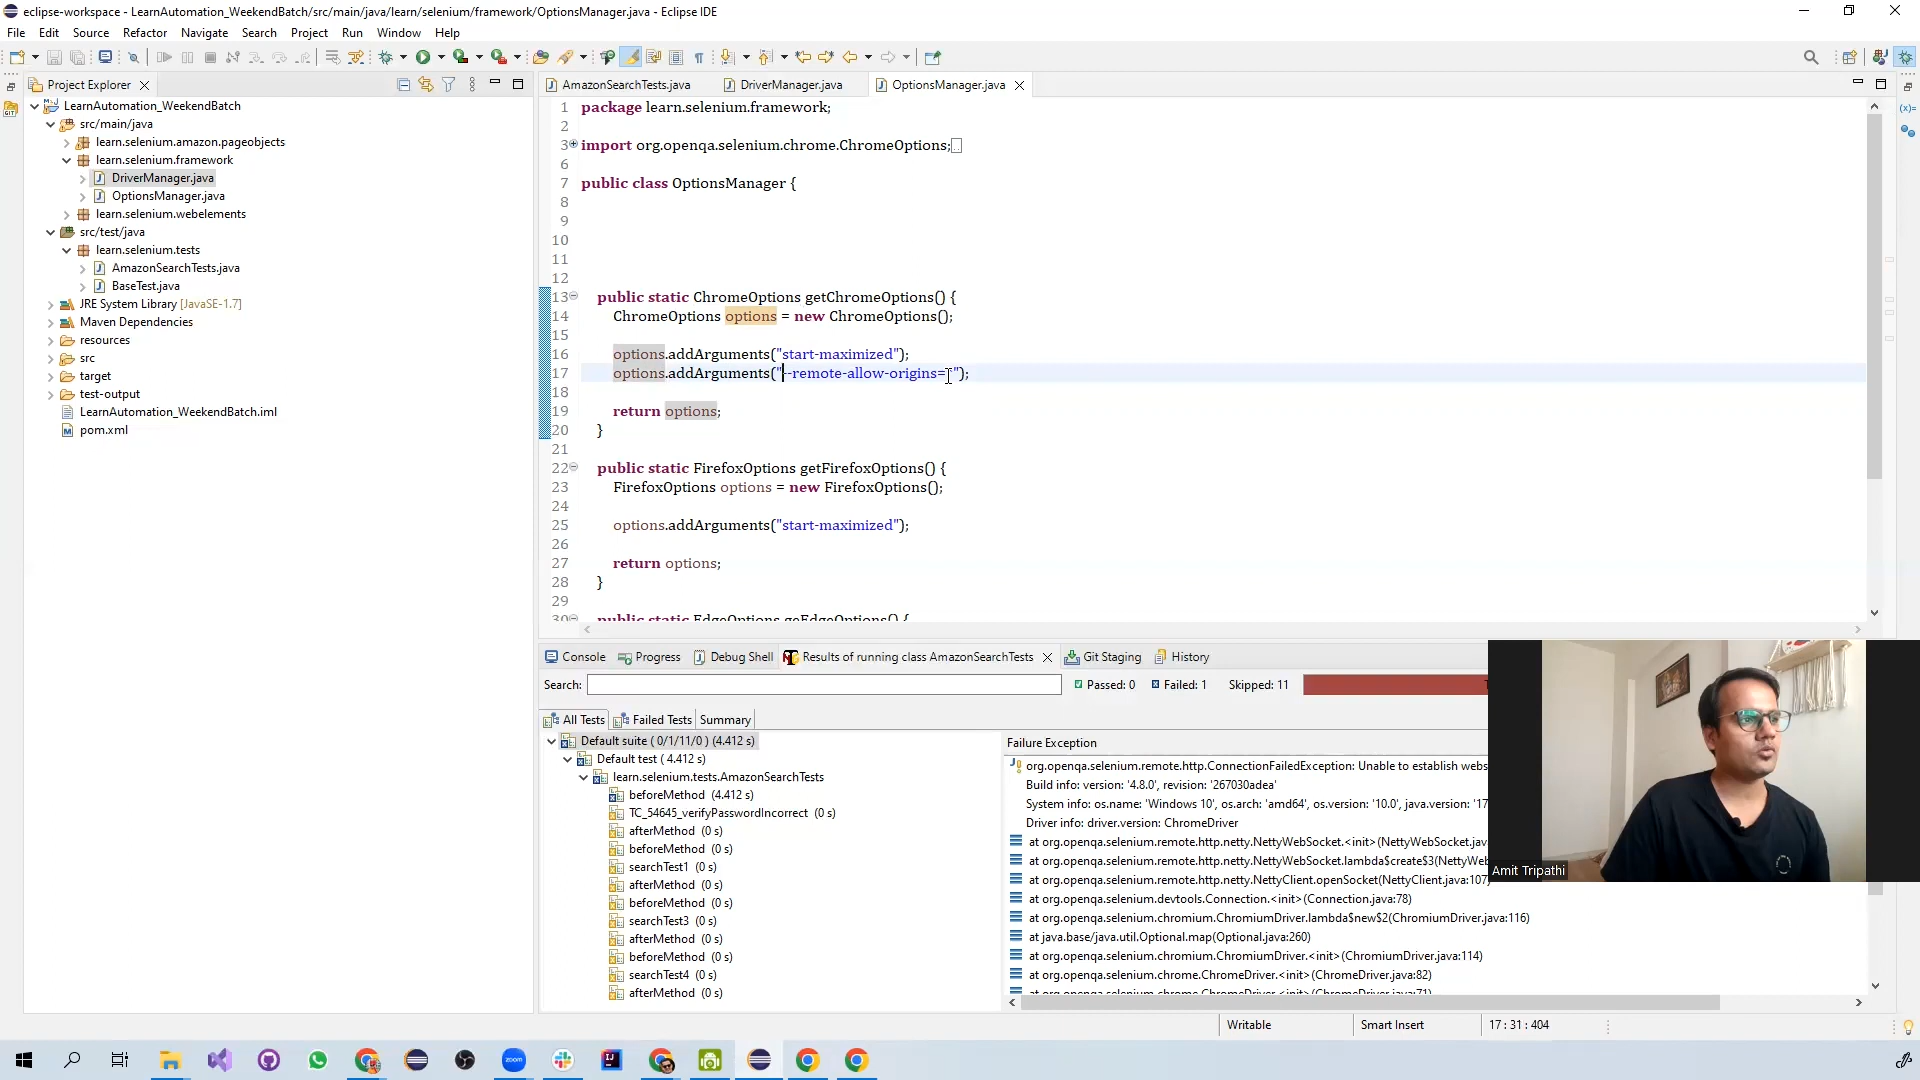 eclipse-workspace - LearnAutomation_WeekendBatch/src/main/java/learn/selenium/framework/OptionsManager.java - Eclipse IDE
File Edit Source Refactor Navigate Search Project Run Window Help
Project Explorer
LearnAutomation_WeekendBatch
src/main/java
learn.selenium.amazon.pageobjects
learn.selenium.framework
DriverManager.java
OptionsManager.java
learn.selenium.webelements
src/test/java
learn.selenium.tests
AmazonSearchTests.java
BaseTest.java
JRE System Library [JavaSE-1.7]
Maven Dependencies
resources
src
target
test-output
LearnAutomation_WeekendBatch.iml
pom.xml
AmazonSearchTests.java DriverManager.java OptionsManager.java
1 package learn.selenium.framework;
2
3 import org.openqa.selenium.chrome.ChromeOptions;
6
7 public class OptionsManager {
8
9
10
11
12
13 public static ChromeOptions getChromeOptions() {
14 ChromeOptions options = new ChromeOptions();
15
16 options.addArguments("start-maximized");
17 options.addArguments("--remote-allow-origins=*");
18
19 return options;
20 }
21
22 public static FirefoxOptions getFirefoxOptions() {
23 FirefoxOptions options = new FirefoxOptions();
24
25 options.addArguments("start-maximized");
26
27 return options;
28 }
29
30 public static EdgeOptions geEdgeOptions() {
Console Progress Debug Shell Results of running class AmazonSearchTests Git Staging History
Search: Passed: 0 Failed: 1 Skipped: 11
All Tests Failed Tests Summary
Default suite ( 0/1/11/0 ) (4.412 s)
Default test ( 4.412 s)
learn.selenium.tests.AmazonSearchTests
beforeMethod (4.412 s)
TC_54645_verifyPasswordIncorrect (0 s)
afterMethod (0 s)
beforeMethod (0 s)
searchTest1 (0 s)
afterMethod (0 s)
beforeMethod (0 s)
searchTest3 (0 s)
afterMethod (0 s)
beforeMethod (0 s)
searchTest4 (0 s)
afterMethod (0 s)
Failure Exception
org.openqa.selenium.remote.http.ConnectionFailedException: Unable to establish webs
Build info: version: '4.8.0', revision: '267030adea'
System info: os.name: 'Windows 10', os.arch: 'amd64', os.version: '10.0', java.version: '17
Driver info: driver.version: ChromeDriver
at org.openqa.selenium.remote.http.netty.NettyWebSocket.<init>(NettyWebSocket.jav
at org.openqa.selenium.remote.http.netty.NettyWebSocket.lambda$create$3(NettyWeb
at org.openqa.selenium.remote.http.netty.NettyClient.openSocket(NettyClient.java:107)
at org.openqa.selenium.devtools.Connection.<init>(Connection.java:78)
at org.openqa.selenium.chromium.ChromiumDriver.lambda$new$2(ChromiumDriver.java:116)
at java.base/java.util.Optional.map(Optional.java:260)
at org.openqa.selenium.chromium.ChromiumDriver.<init>(ChromiumDriver.java:114)
at org.openqa.selenium.chrome.ChromeDriver.<init>(ChromeDriver.java:82)
at org.openqa.selenium.chrome.ChromeDriver.<init>(ChromeDriver.java:71)
Amit Tripathi
Writable Smart Insert 17 : 31 : 404
zoom